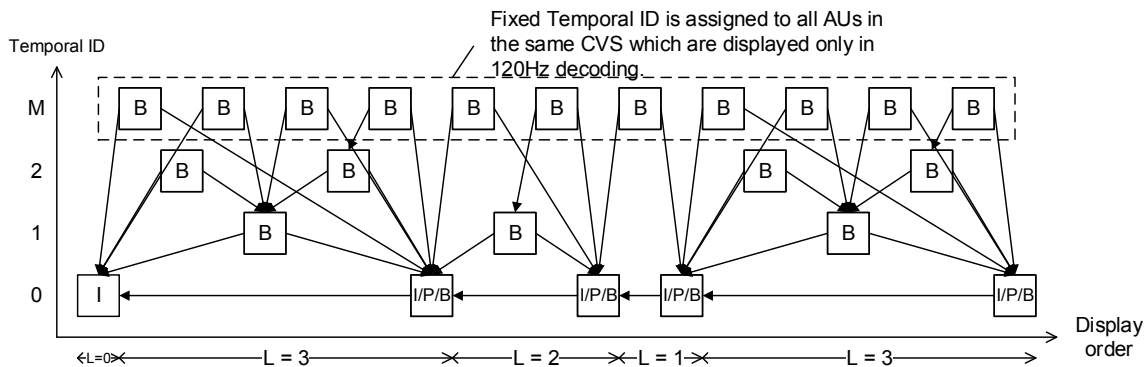 Fixed Temporal ID is assigned to all AUs in
the same CVS which are displayed only in
120Hz decoding.
Temporal ID
M B B B B B B B B B B B
2 B B B B
1 B B B
0 I I/P/B I/P/B I/P/B I/P/B
Display
order
L=0 L = 3 L = 2 L = 1 L = 3